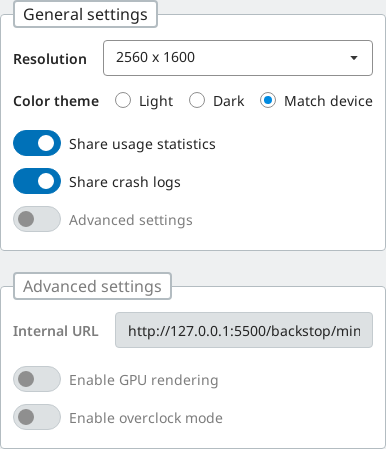 General settings
Resolution 2560 x 1600
Color theme Light Dark Match device
Share usage statistics
Share crash logs
Advanced settings
Advanced settings
Internal URL http://127.0.0.1:5500/backstop/min
Enable GPU rendering
Enable overclock mode